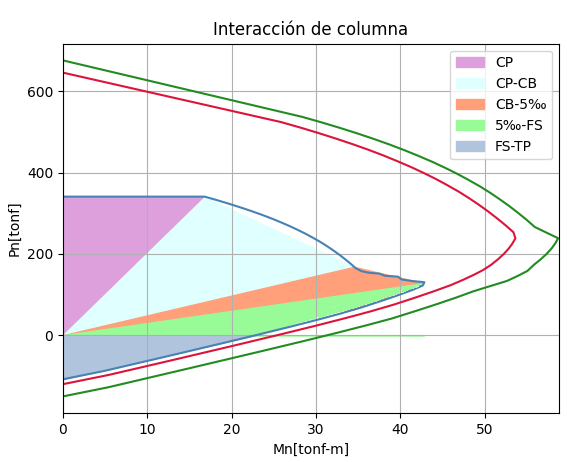 Interacción de columna
CP
CP-CB
CB-5‰
5‰-FS
FS-TP
600
400
200
0
Pn[tonf]
0
10
20
30
40
50
Mn[tonf-m]